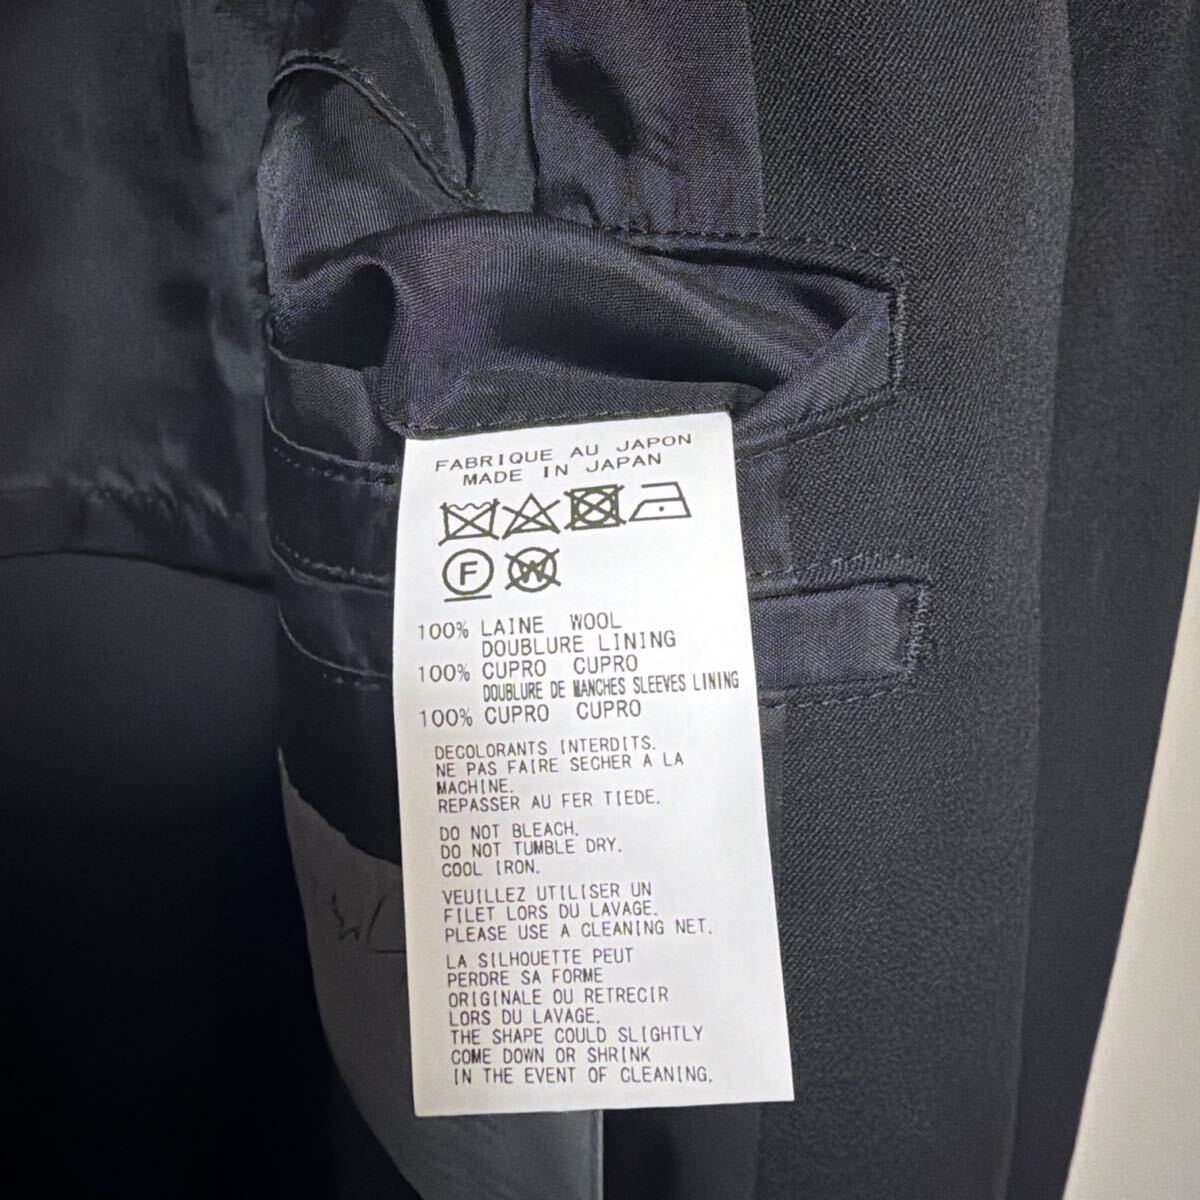 FABRIQUE AU JAPON
MADE IN JAPAN
F W
100% LAINE WOOL
DOUBLURE LINING
100% CUPRO CUPRO
DOUBLURE DE MANCHES SLEEVES LINING
100% CUPRO CUPRO
DECOLORANTS INTERDITS.
NE PAS FAIRE SECHER A LA
MACHINE.
REPASSER AU FER TIEDE.
DO NOT BLEACH.
DO NOT TUMBLE DRY.
COOL IRON.
VEUILLEZ UTILISER UN
FILET LORS DU LAVAGE.
PLEASE USE A CLEANING NET.
LA SILHOUETTE PEUT
PERDRE SA FORME
ORIGINALE OU RETRECIR
LORS DU LAVAGE.
THE SHAPE COULD SLIGHTLY
COME DOWN OR SHRINK
IN THE EVENT OF CLEANING.